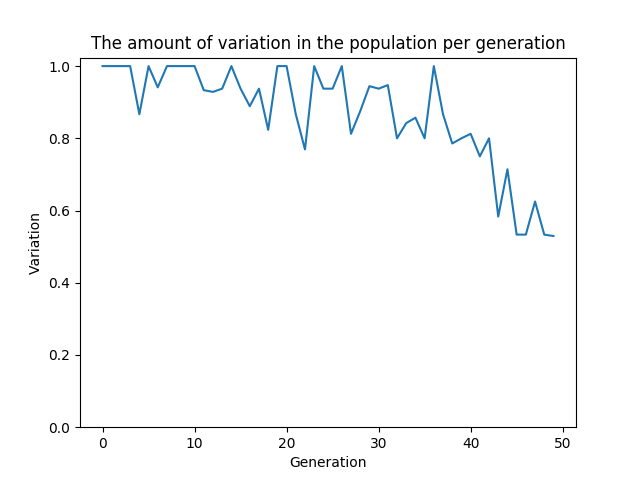 The amount of variation in the population per generation
1.0
0.8
0.6
0.4
0.2
0.0
Variation
0 10 20 30 40 50
Generation